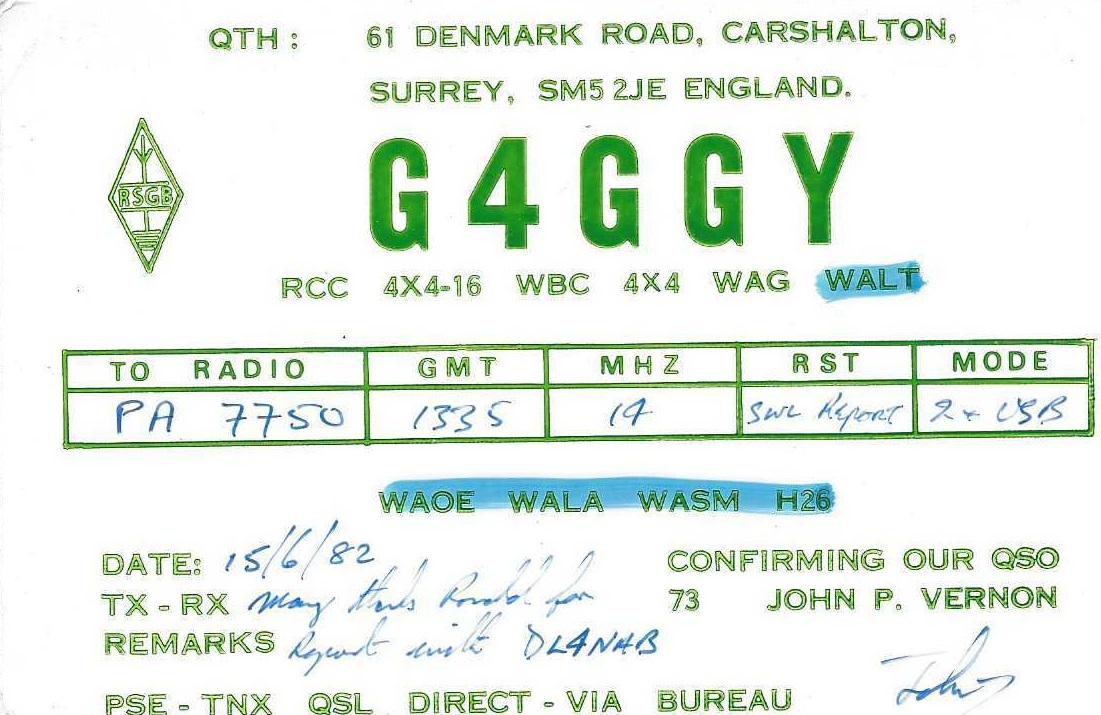 QTH : 61 DENMARK ROAD, CARSHALTON,
SURREY, SM5 2JE ENGLAND.
RSGB
G4GGY
RCC 4X4-16 WBC 4X4 WAG WALT
TO RADIO GMT MHZ RST MODE
PA 7750 1335 14 SWL Report 2x USB
WAOE WALA WASM H26
DATE: 15/6/82
CONFIRMING OUR QSO
TX - RX Many thks Ronald for
73 JOHN P. VERNON
REMARKS Report with DL4NAB
John
PSE - TNX QSL DIRECT - VIA BUREAU